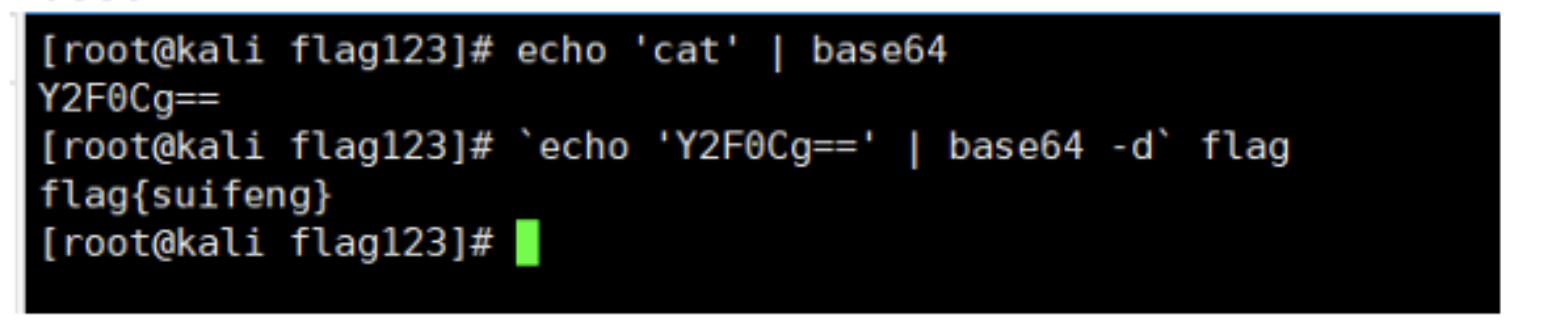 [root@kali flag123]# echo 'cat' | base64
Y2F0Cg==
[root@kali flag123]# `echo 'Y2F0Cg==' | base64 -d` flag
flag{suifeng}
[root@kali flag123]#